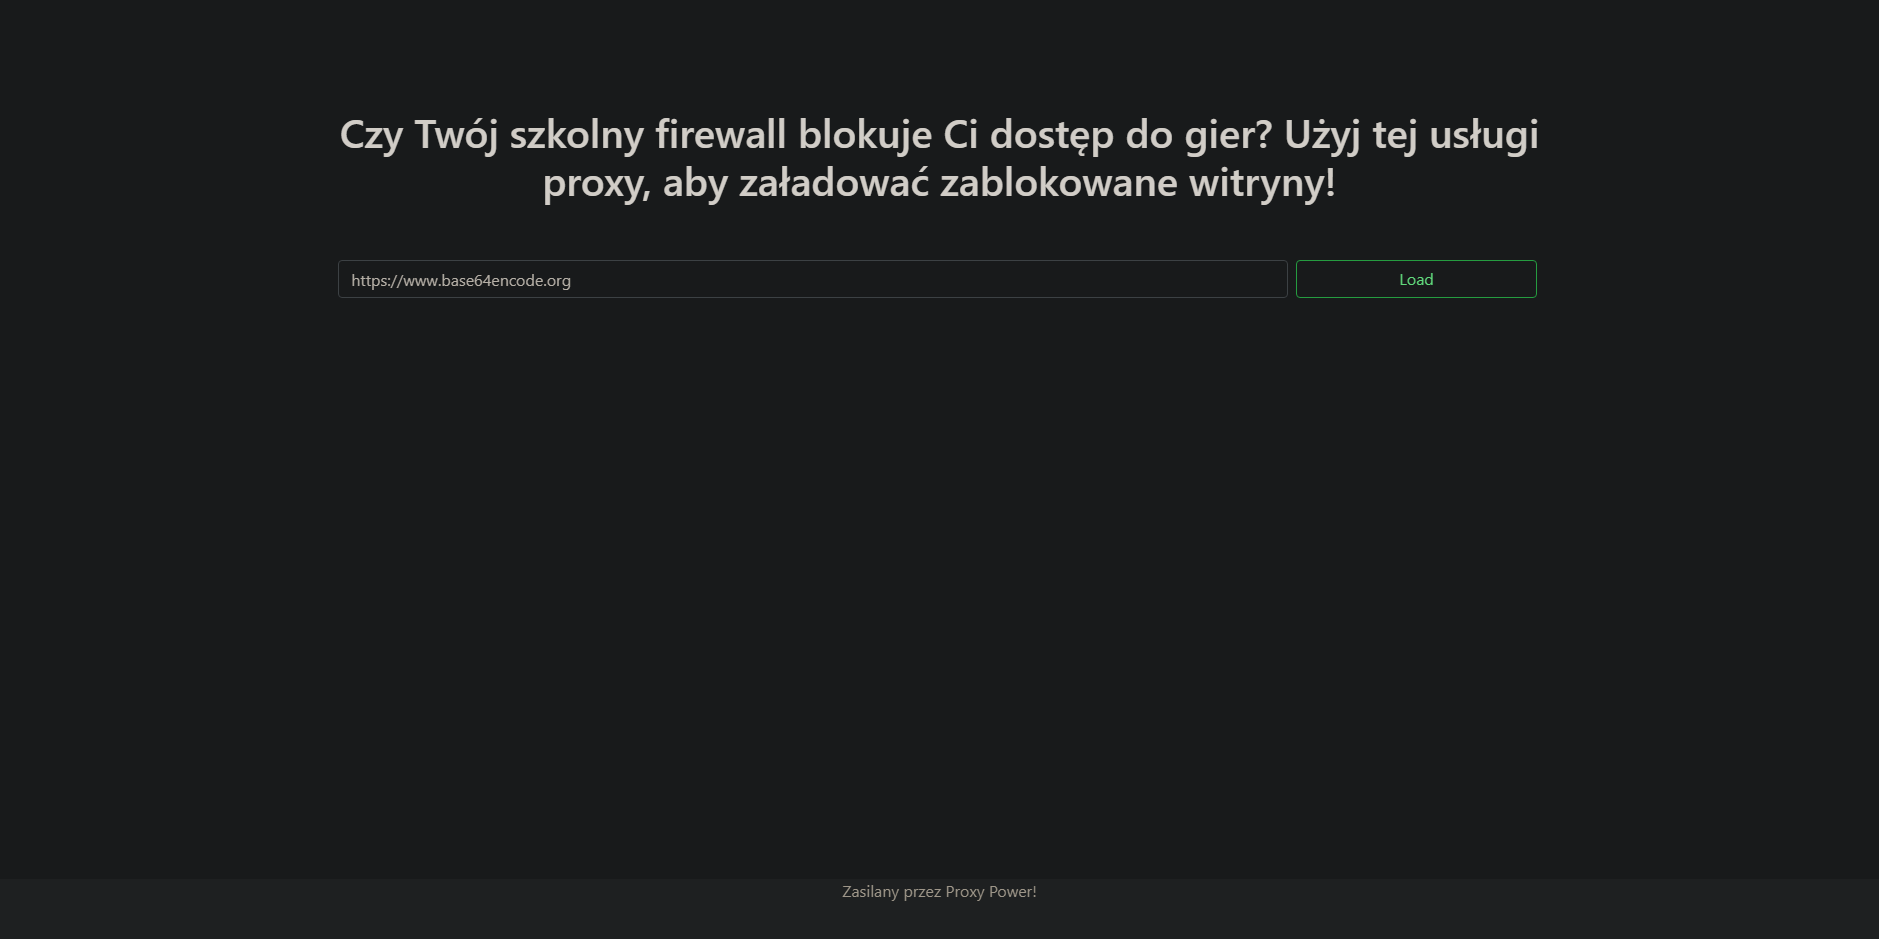 Czy Twój szkolny firewall blokuje Ci dostęp do gier? Użyj tej usługi
proxy, aby załadować zablokowane witryny!
https://www.base64encode.org
Load
Zasilany przez Proxy Power!